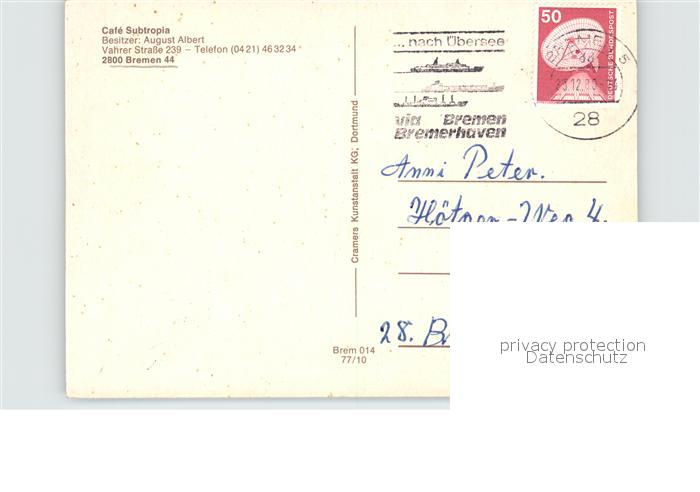 Café Subtropia
Besitzer: August Albert
Vahrer Straße 239 – Telefon (0421) 46 32 34
2800 Bremen 44
... nach Übersee
via Bremen
Bremerhaven
50
DEUTSCHE BUNDESPOST
28
Cramers Kunstanstalt KG, Dortmund
Anni Peter.
28. B
Brem 014
77/10
privacy protection
Datenschutz